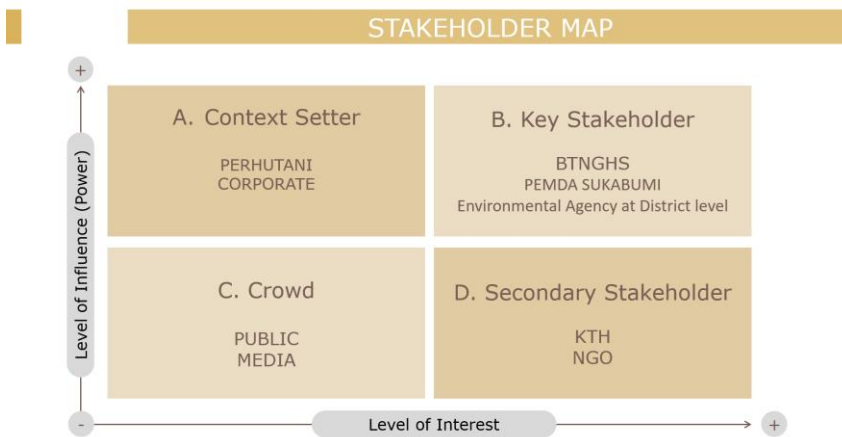 STAKEHOLDER MAP
+
Level of Influence (Power)
A. Context Setter
PERHUTANI
CORPORATE
B. Key Stakeholder
BTNGHS
PEMDA SUKABUMI
Environmental Agency at District level
C. Crowd
PUBLIC
MEDIA
D. Secondary Stakeholder
KTH
NGO
-
Level of Interest
+